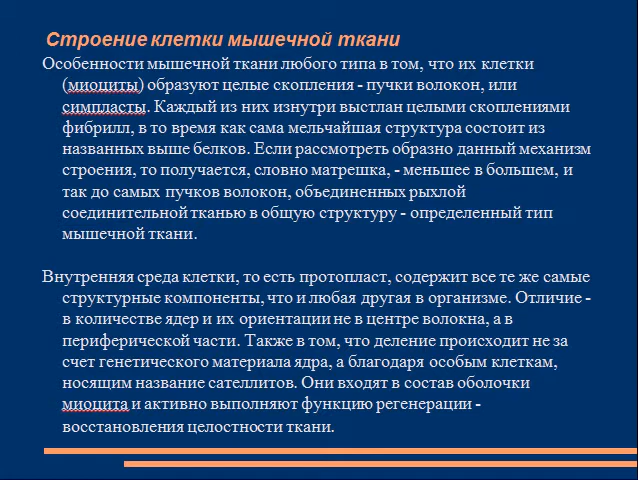 Строение клетки мышечной ткани
Особенности мышечной ткани любого типа в том, что их клетки
(миоциты) образуют целые скопления - пучки волокон, или
симпласты. Каждый из них изнутри выстлан целыми скоплениями
фибрилл, в то время как сама мельчайшая структура состоит из
названных выше белков. Если рассмотреть образно данный механизм
строения, то получается, словно матрешка, - меньшее в большем, и
так до самых пучков волокон, объединенных рыхлой
соединительной тканью в общую структуру - определенный тип
мышечной ткани.
Внутренняя среда клетки, то есть протопласт, содержит все те же самые
структурные компоненты, что и любая другая в организме. Отличие -
в количестве ядер и их ориентации не в центре волокна, а в
периферической части. Также в том, что деление происходит не за
счет генетического материала ядра, а благодаря особым клеткам,
носящим название сателлитов. Они входят в состав оболочки
миоцита и активно выполняют функцию регенерации -
восстановления целостности ткани.